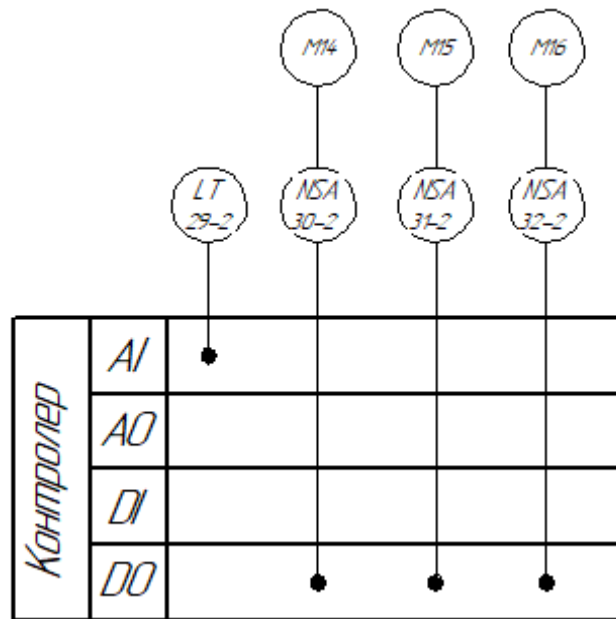 M14
M15
M16
LT
29-2
NSA
30-2
NSA
31-2
NSA
32-2
Контролер
AI
AO
DI
DO